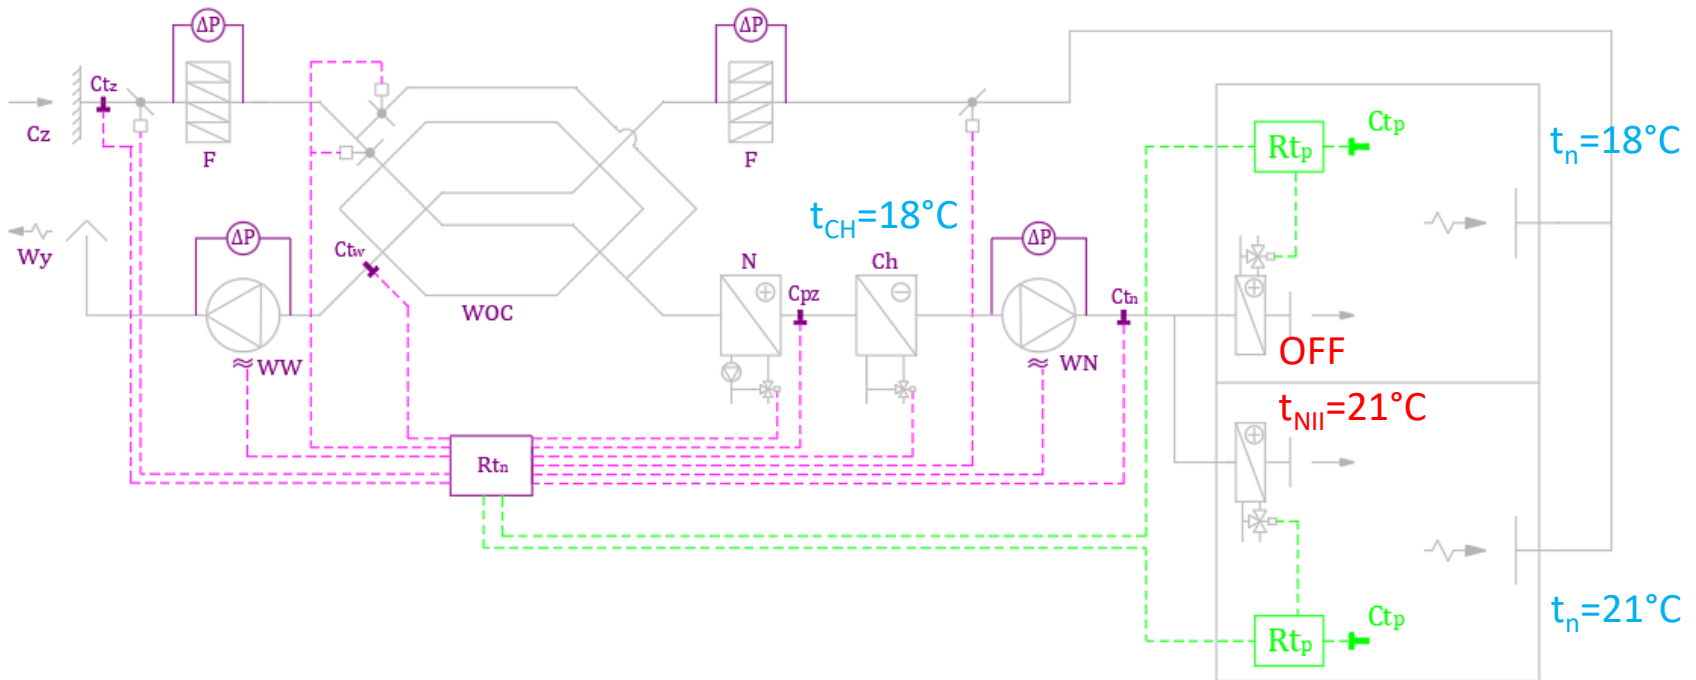 ΔP
ΔP
Ctz
Cz
F
F
Ctp
Rtp
tn=18°C
tCH=18°C
Wy
ΔP
Ctw
ΔP
N
Cpz
Ch
Ctn
WOC
≈ WW
≈ WN
OFF
tNII=21°C
Rtn
Ctp
Rtp
tn=21°C